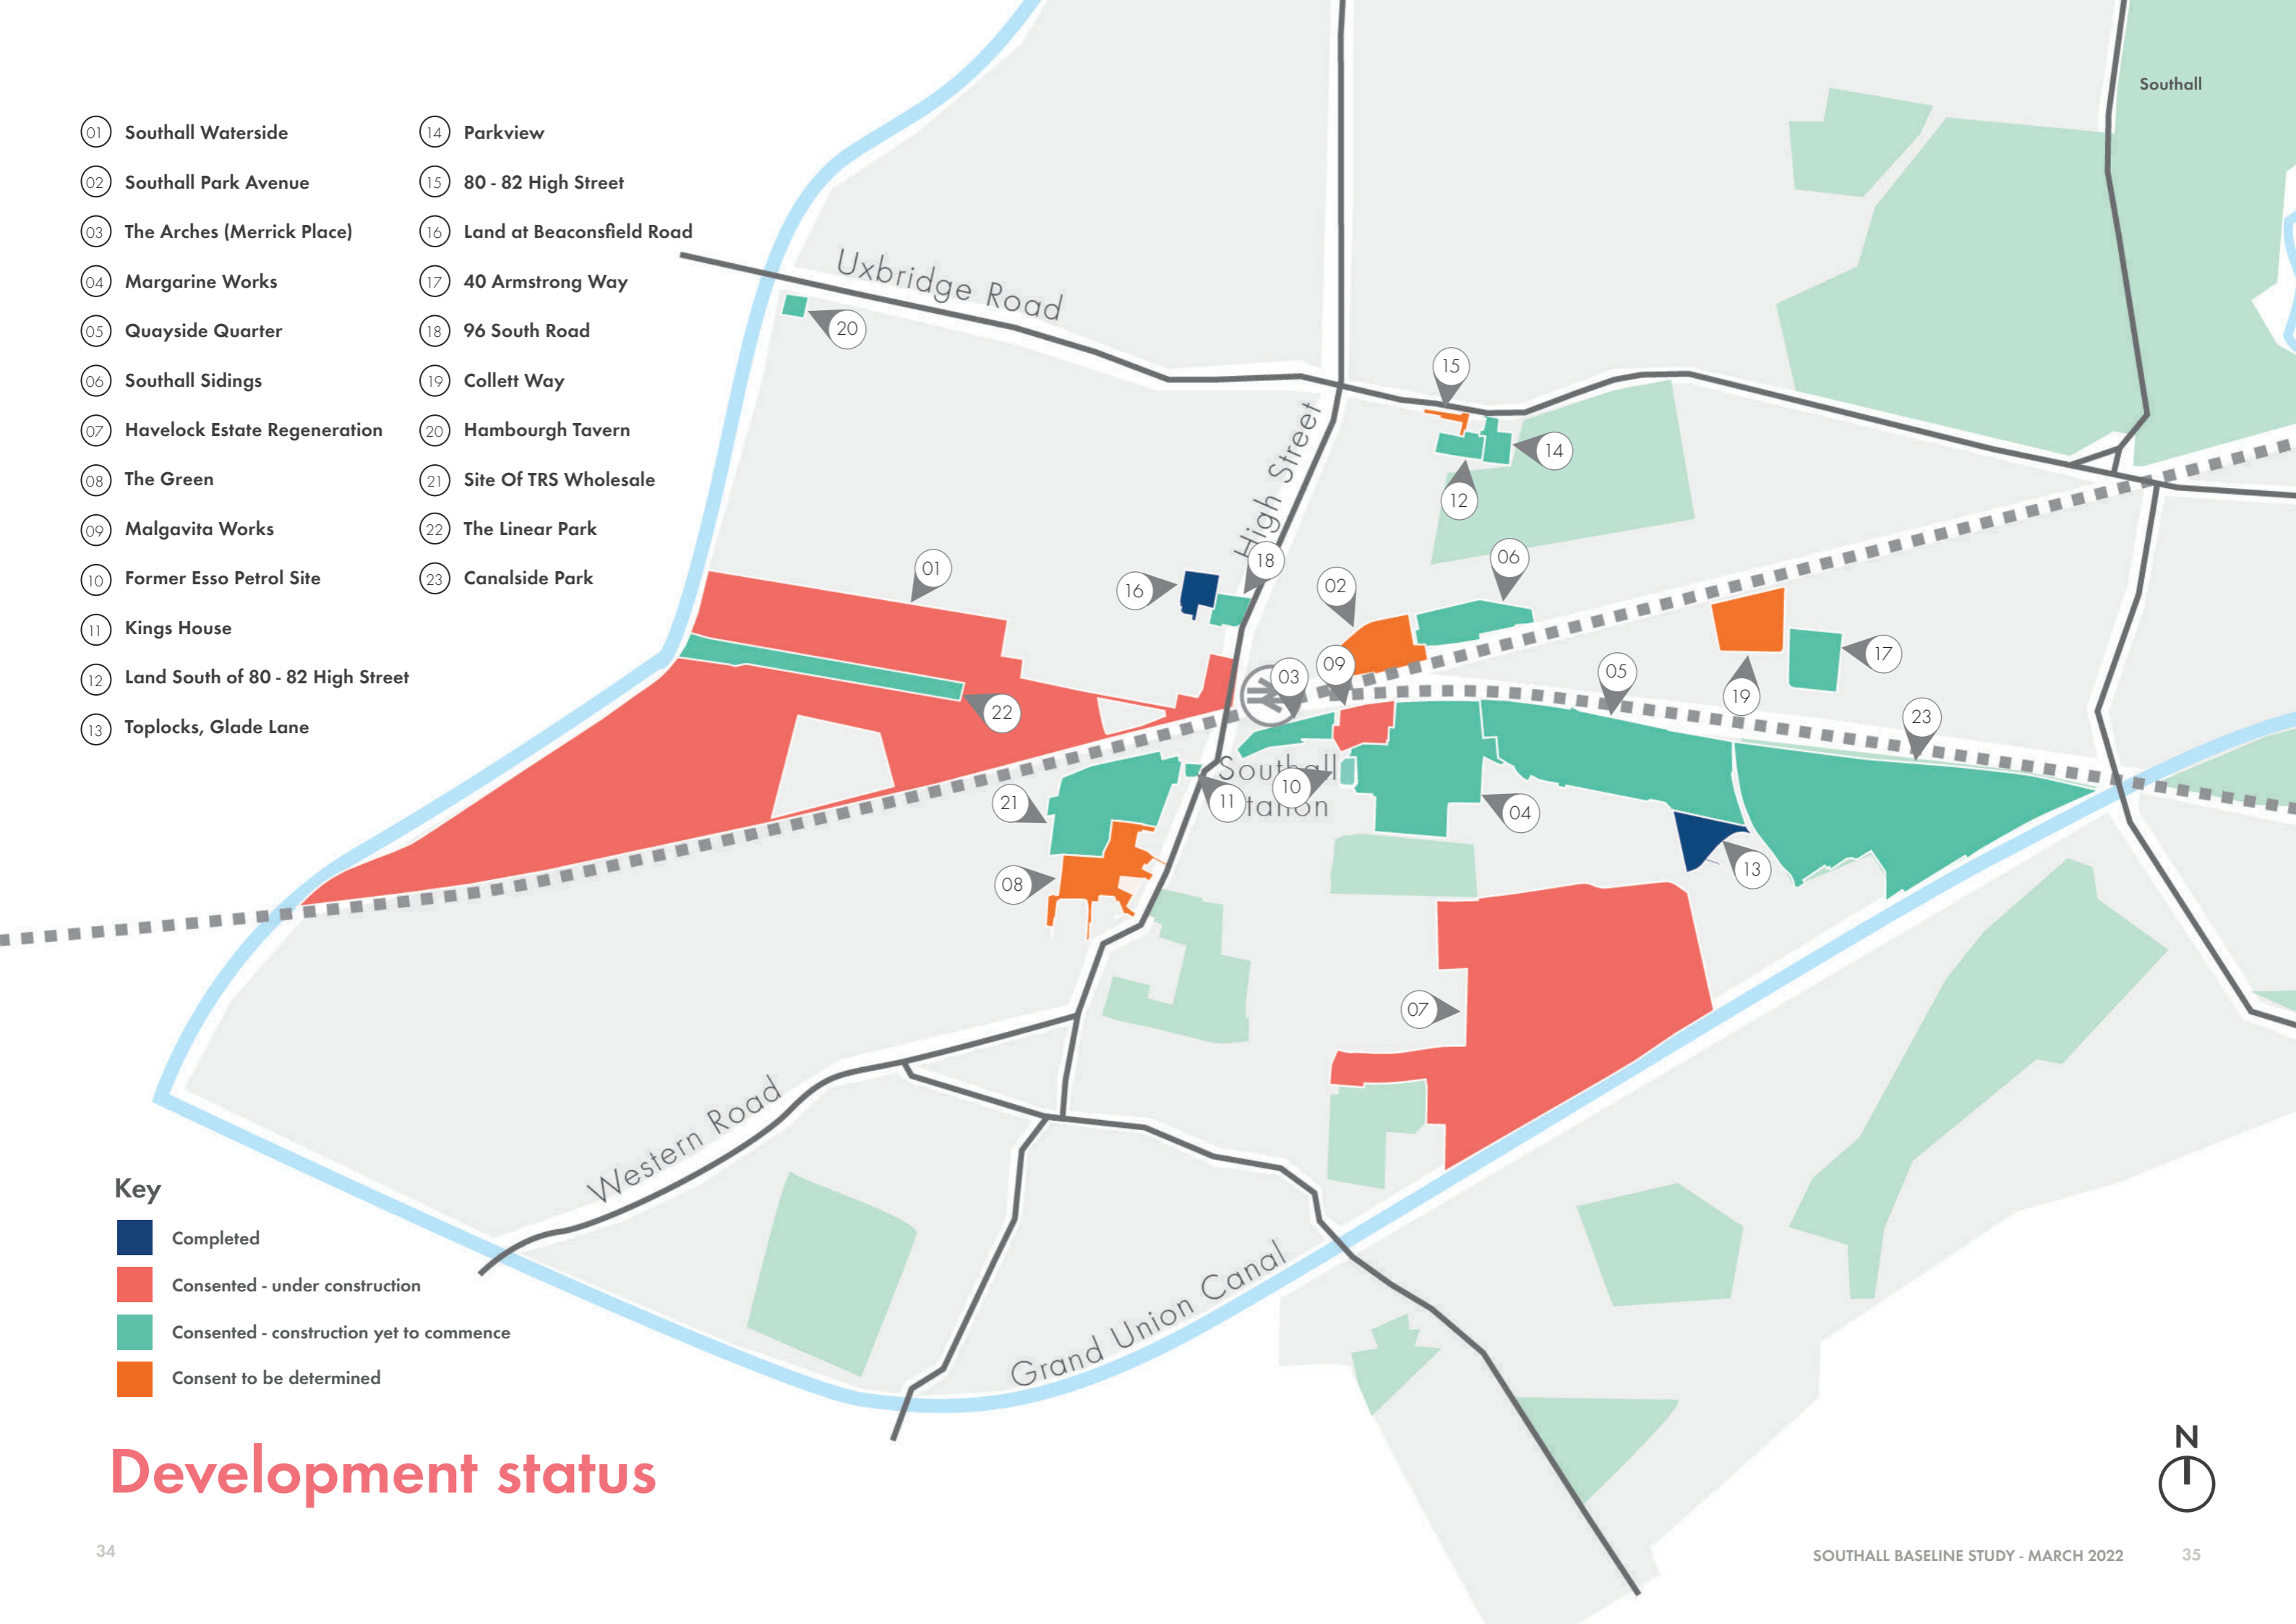 Southall
01 Southall Waterside
02 Southall Park Avenue
03 The Arches (Merrick Place)
04 Margarine Works
05 Quayside Quarter
06 Southall Sidings
07 Havelock Estate Regeneration
08 The Green
09 Malgavita Works
10 Former Esso Petrol Site
11 Kings House
12 Land South of 80 - 82 High Street
13 Toplocks, Glade Lane
14 Parkview
15 80 - 82 High Street
16 Land at Beaconsfield Road
17 40 Armstrong Way
18 96 South Road
19 Collett Way
20 Hambourgh Tavern
21 Site Of TRS Wholesale
22 The Linear Park
23 Canalside Park
Uxbridge Road
20
15
High Street
14
12
18
06
01
16
02
09
03
05
17
19
22
23
Southall
Station
10
11
21
04
13
08
07
Western Road
Grand Union Canal
Key
Completed
Consented - under construction
Consented - construction yet to commence
Consent to be determined
Development status
N
34
SOUTHALL BASELINE STUDY - MARCH 2022
35